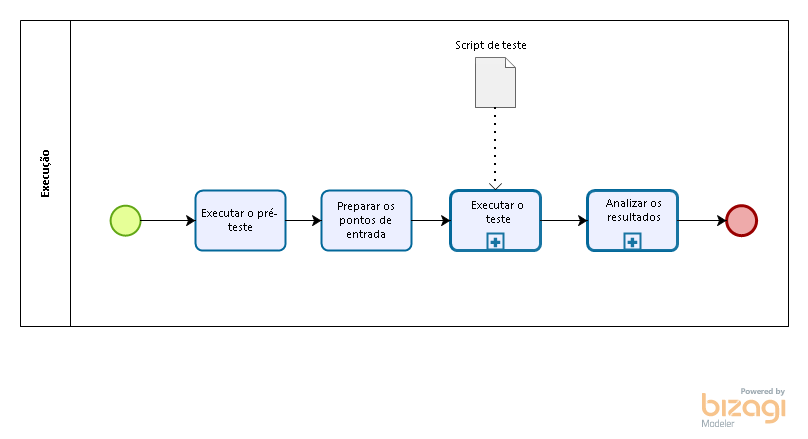 Script de teste
Execução
Executar o pré-
teste
Preparar os
pontos de
entrada
Executar o
teste
Analizar os
resultados
Powered by
bizagi
Modeler